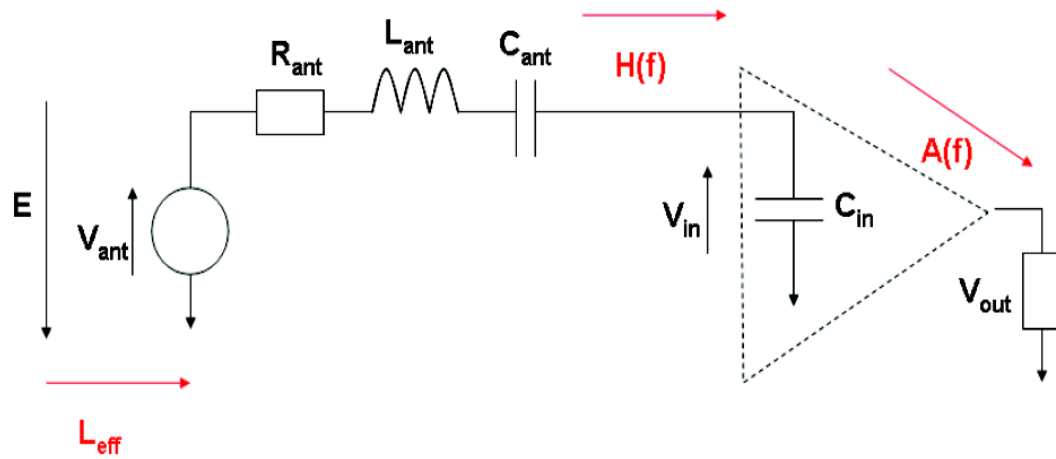 L_ant
C_ant
R_ant
H(f)
A(f)
E
V_ant
V_in
C_in
V_out
L_eff